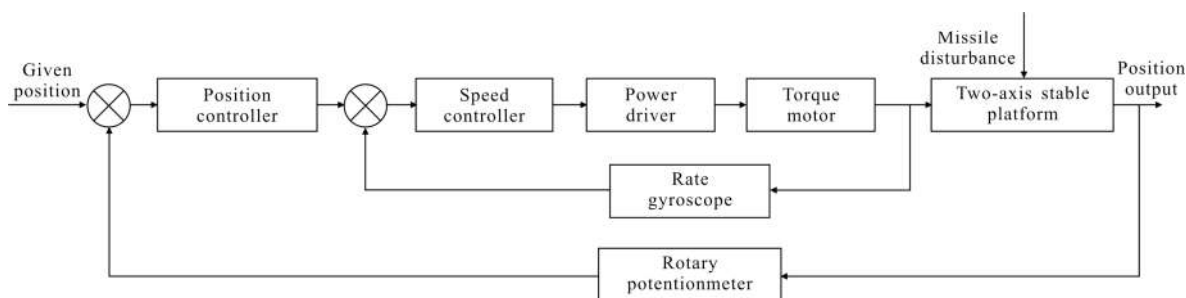 Given
position
Position
controller
Speed
controller
Power
driver
Torque
motor
Missile
disturbance
Two-axis stable
platform
Position
output
Rate
gyroscope
Rotary
potentionmeter